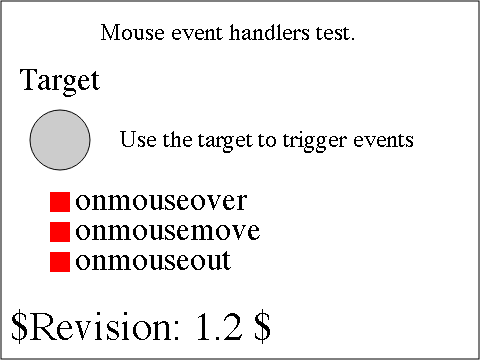 Mouse event handlers test.
Target
Use the target to trigger events
onmouseover
onmousemove
onmouseout
$Revision: 1.2 $